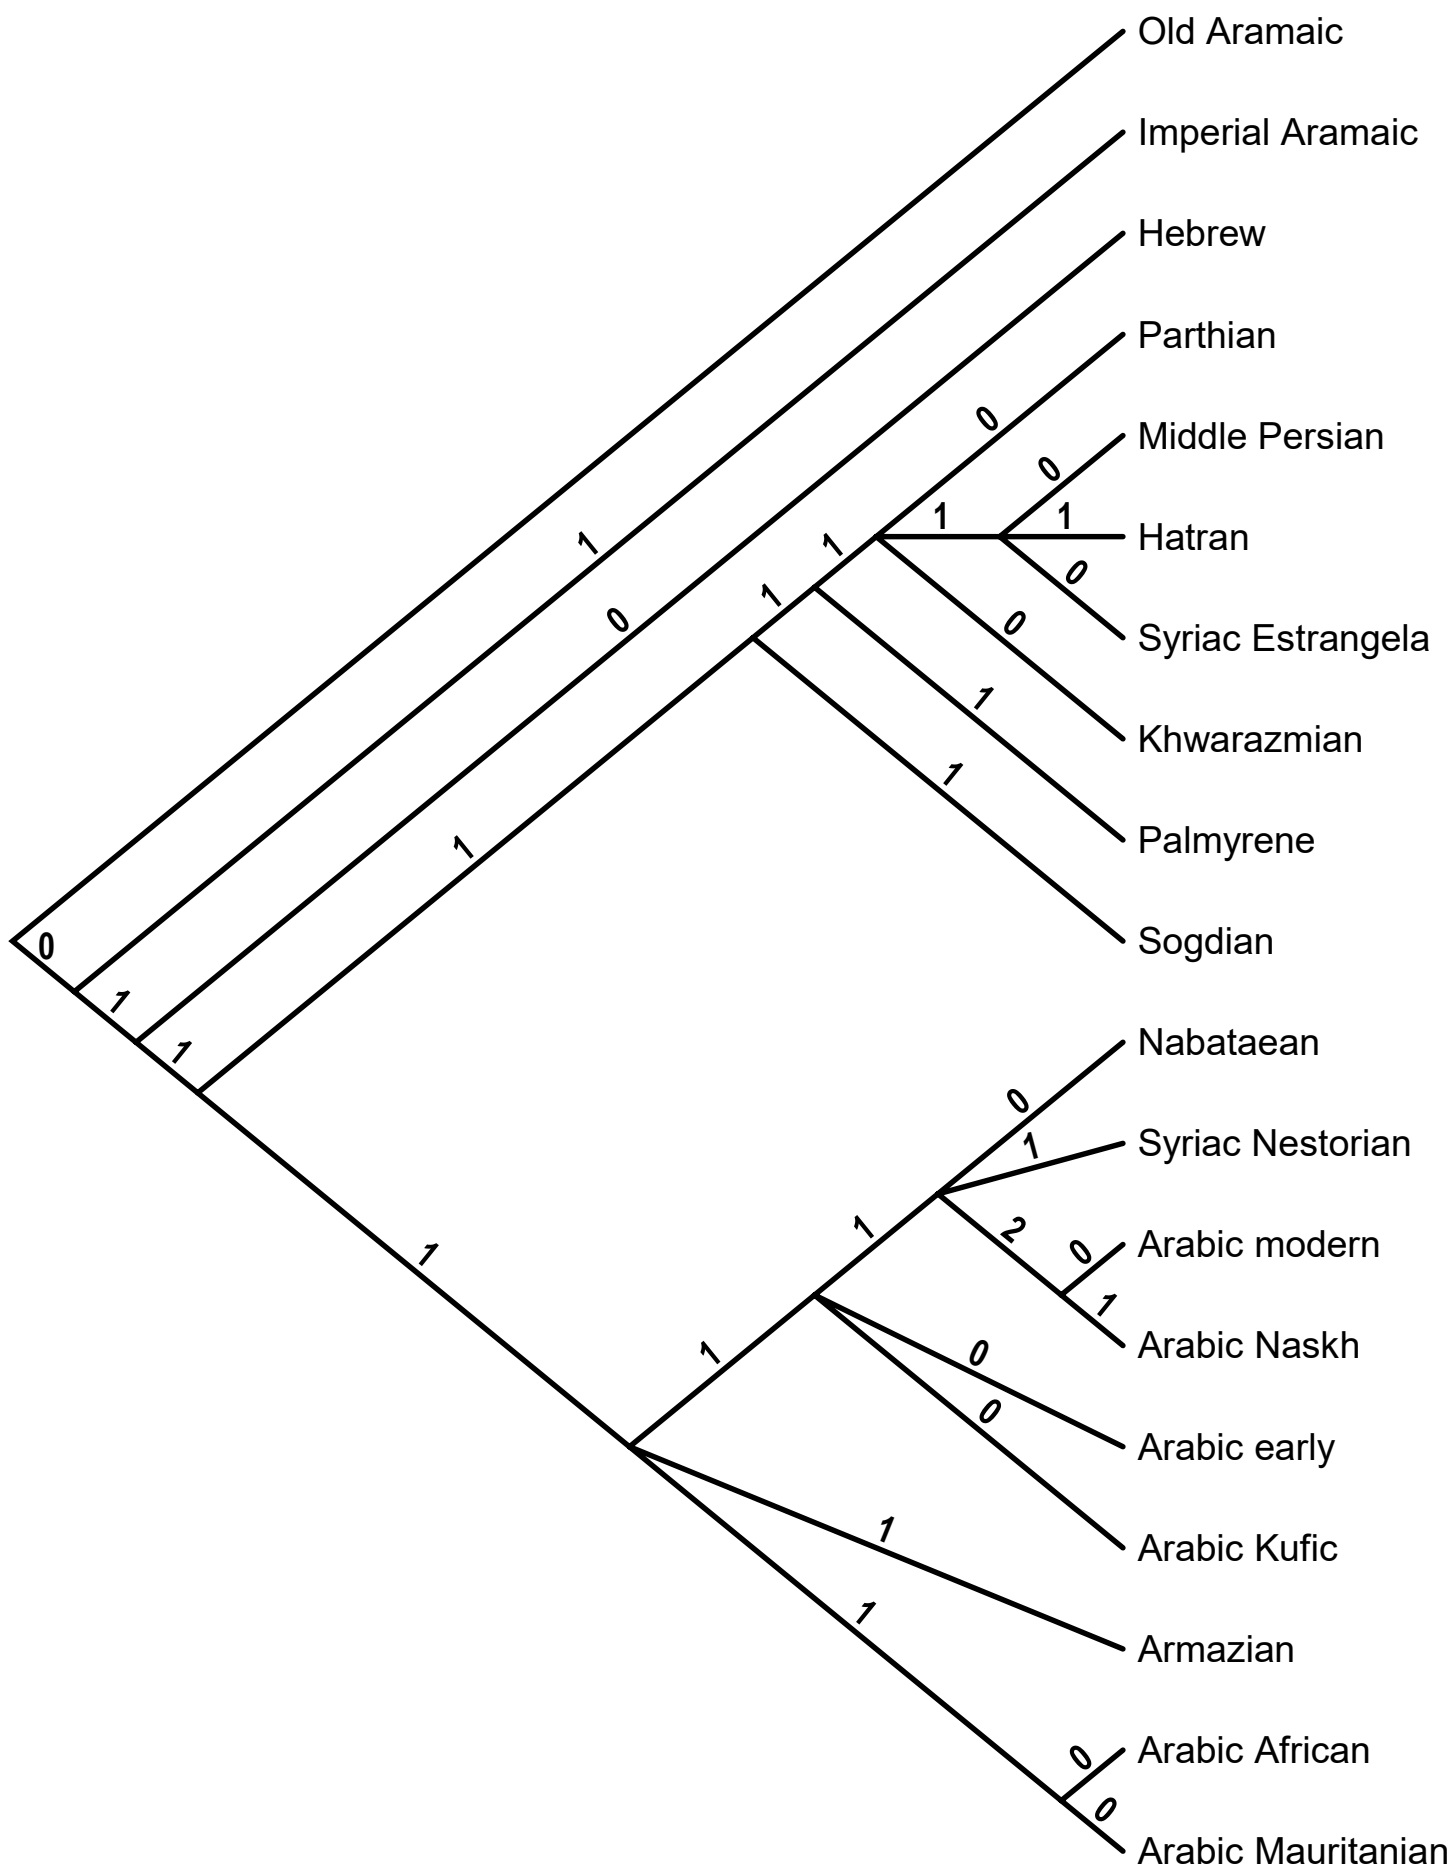 Old Aramaic
Imperial Aramaic
Hebrew
Parthian
0
Middle Persian
0
1
1
Hatran
1
1
0
Syriac Estrangela
1
0
0
Khwarazmian
1
Palmyrene
1
1
Sogdian
0
1
1
Nabataean
0
Syriac Nestorian
1
Arabic modern
1
2
0
1
1
Arabic Naskh
1
0
Arabic early
0
Arabic Kufic
1
Armazian
1
Arabic African
0
0
Arabic Mauritanian